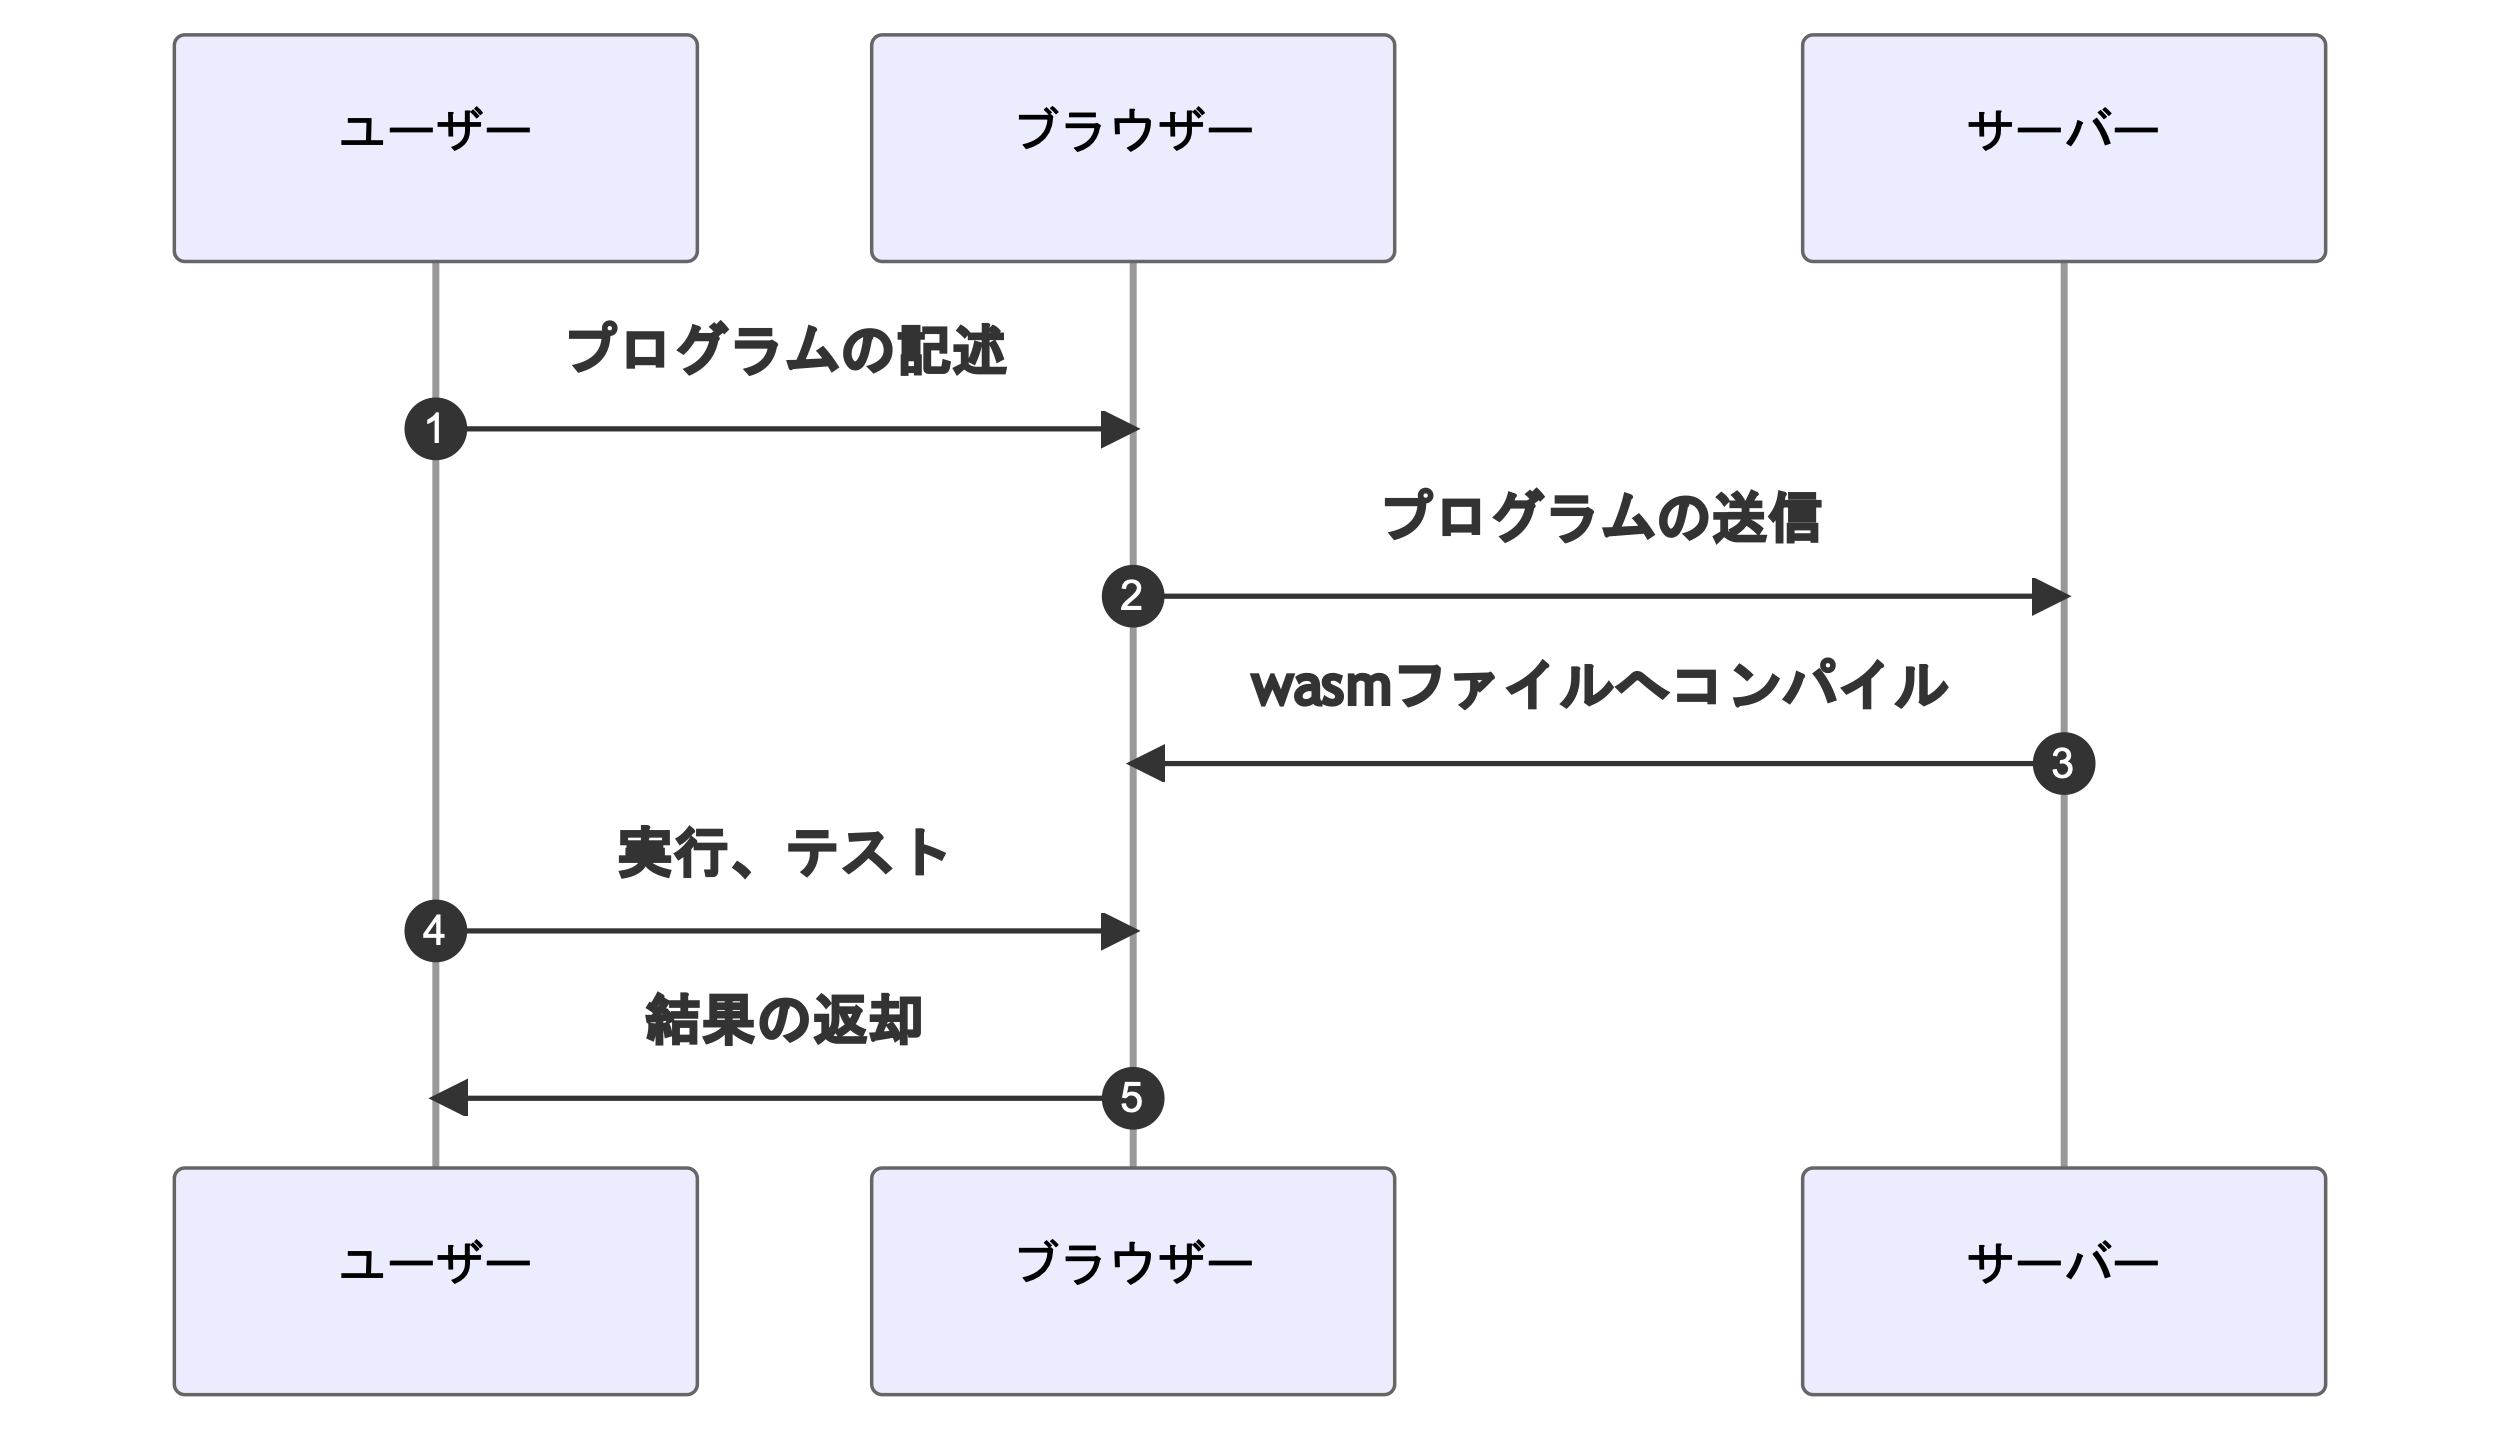 ユーザー
ブラウザー
サーバー
プログラムの記述
1
プログラムの送信
2
wasmファイルへコンパイル
3
実行、テスト
4
結果の返却
5
ユーザー
ブラウザー
サーバー